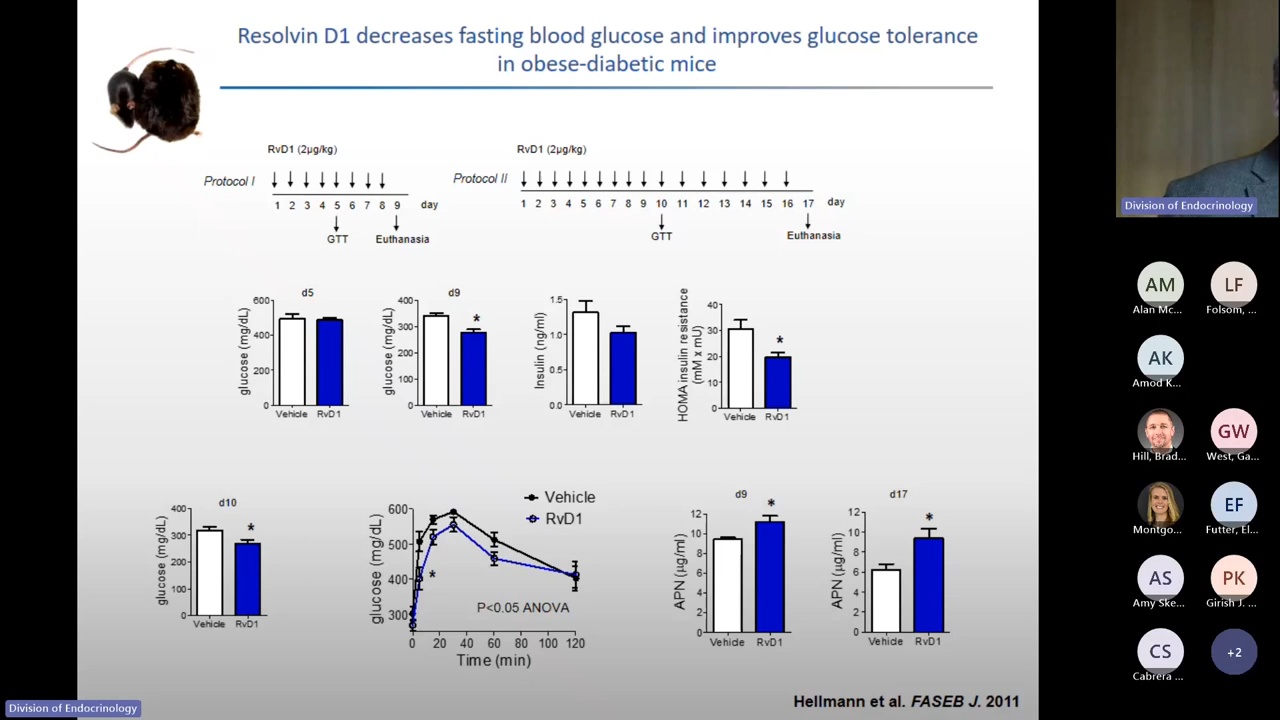 Resolvin D1 decreases fasting blood glucose and improves glucose tolerance
in obese-diabetic mice
RvD1 (2µg/kg)
Protocol I
1 2 3 4 5 6 7 8 9 day
GTT Euthanasia
RvD1 (2µg/kg)
Protocol II
1 2 3 4 5 6 7 8 9 10 11 12 13 14 15 16 17 day
GTT Euthanasia
d5
glucose (mg/dL)
600
400
200
0
Vehicle RvD1
d9
glucose (mg/dL)
400
300
200
100
0
*
Vehicle RvD1
Insulin (ng/ml)
1.5
1.0
0.5
0.0
Vehicle RvD1
HOMA insulin resistance
(mM x mU)
40
30
20
10
0
*
Vehicle RvD1
d10
glucose (mg/dL)
400
300
200
100
0
*
Vehicle RvD1
Vehicle
RvD1
glucose (mg/dL)
600
500
400
300
*
P<0.05 ANOVA
0 20 40 60 80 100 120
Time (min)
d9
APN (µg/ml)
12
10
8
6
4
2
0
*
Vehicle RvD1
d17
APN (µg/ml)
12
10
8
6
4
2
0
*
Vehicle RvD1
Hellmann et al. FASEB J. 2011
Division of Endocrinology
Division of Endocrinology
AM
Alan Mc...
LF
Folsom, ...
AK
Amod K...
Hill, Brad...
GW
West, Ga...
Montgo...
EF
Futter, El...
AS
Amy Ske...
PK
Girish J. ...
CS
Cabrera ...
+2